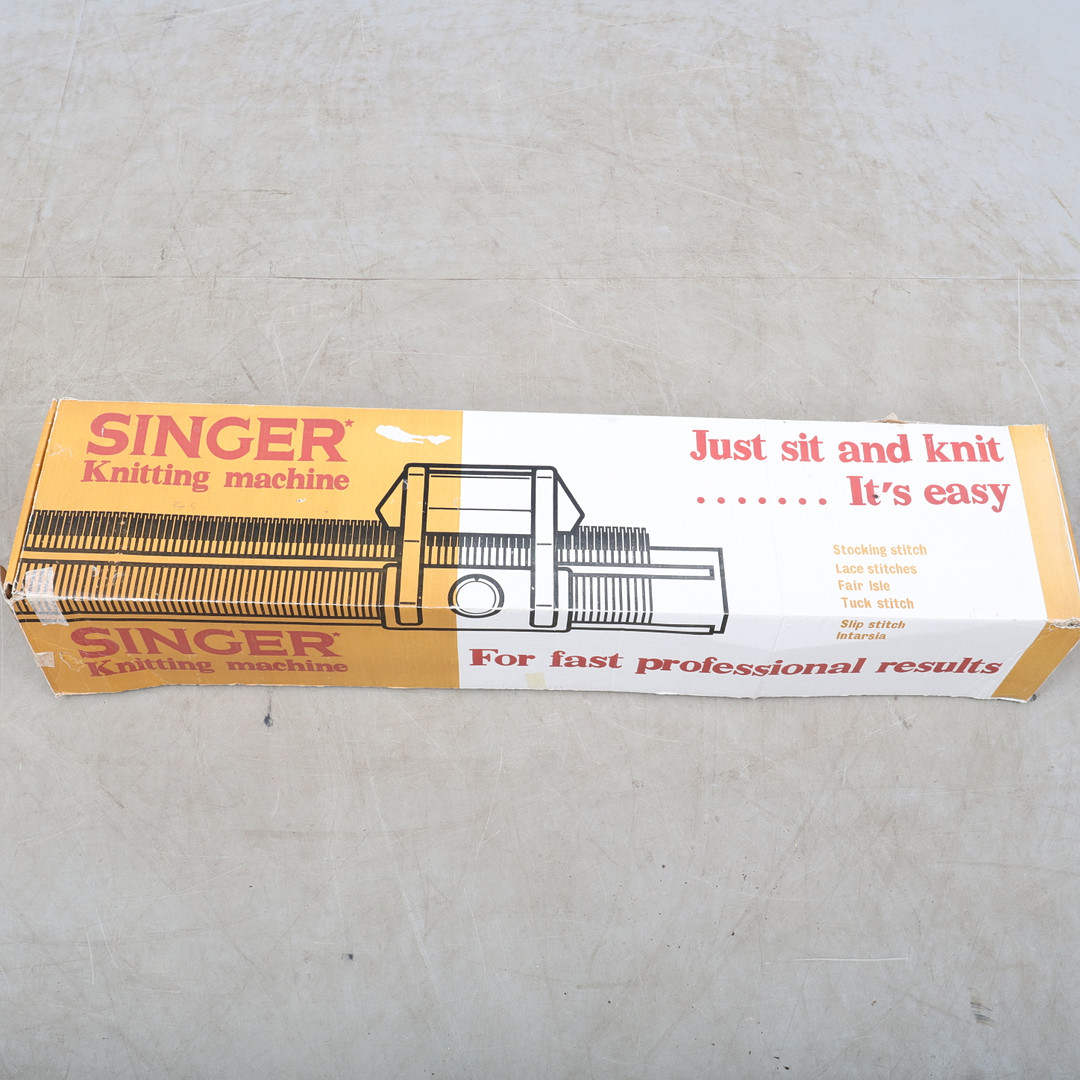 SINGER*
Knitting machine
Just sit and knit
....... It's easy
Stocking stitch
Lace stitches
Fair Isle
Tuck stitch
Slip stitch
Intarsia
SINGER*
Knitting machine
For fast professional results